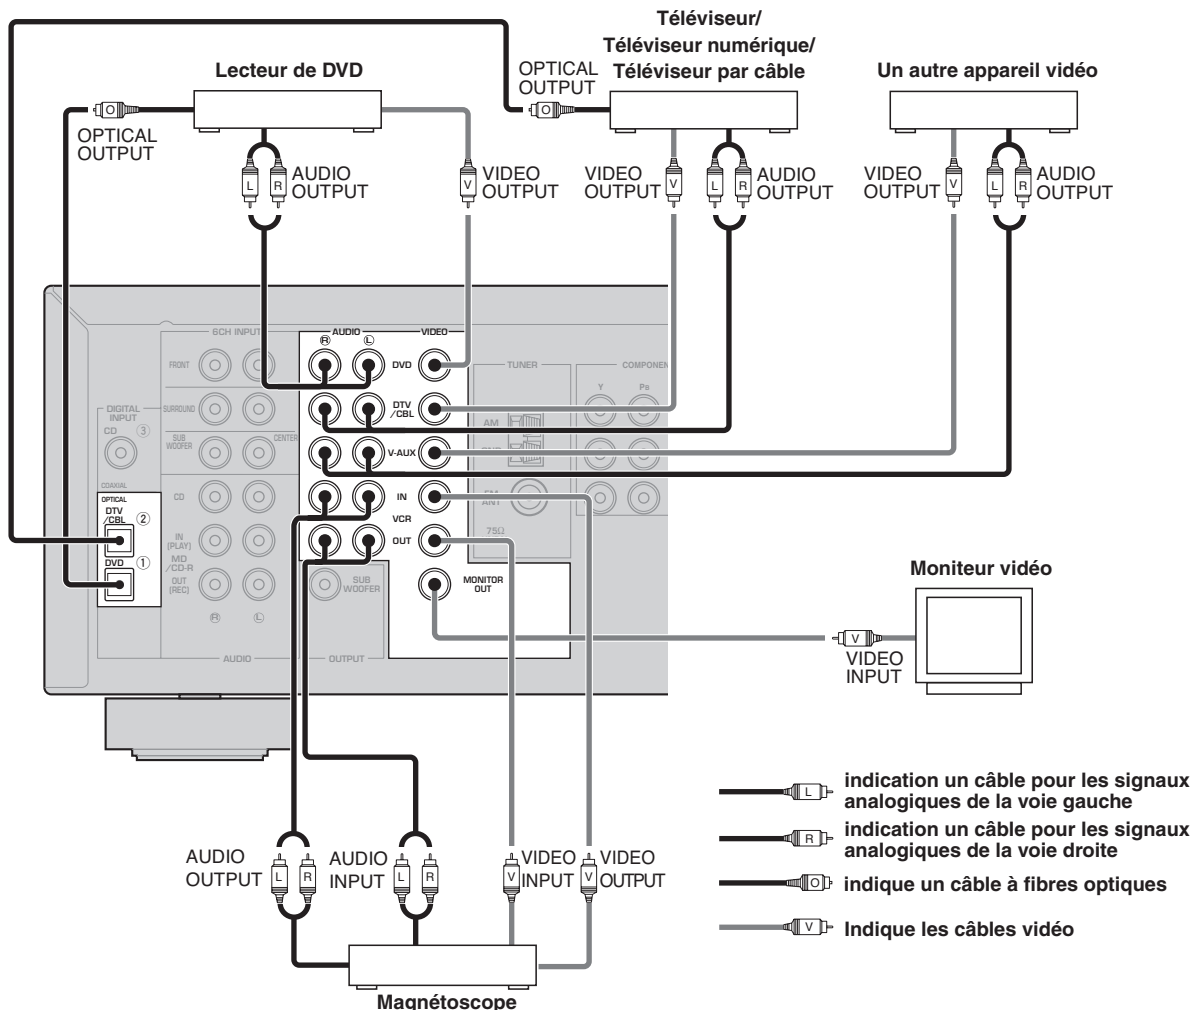 Téléviseur/
Téléviseur numérique/
Téléviseur par câble
Lecteur de DVD
Un autre appareil vidéo
OPTICAL
OUTPUT
OPTICAL
OUTPUT
O
O
L
R
AUDIO
OUTPUT
V
VIDEO
OUTPUT
VIDEO
OUTPUT
V
L
R
AUDIO
OUTPUT
VIDEO
OUTPUT
V
L
R
AUDIO
OUTPUT
6CH INPUT
AUDIO
R
L
VIDEO
FRONT
DVD
TUNER
COMPONEN
Y
PB
DIGITAL
INPUT
CD ③
COAXIAL
SURROUND
DTV
/CBL
AM
SUB
WOOFER
CENTER
V-AUX
GND
OPTICAL
DTV
/CBL ②
DVD ①
CD
IN
VCR
OUT
FM
ANT
75Ω
IN
(PLAY)
MD
/CD-R
OUT
(REC)
SUB
WOOFER
MONITOR
OUT
R
L
AUDIO
OUTPUT
Moniteur vidéo
V
VIDEO
INPUT
L
indication un câble pour les signaux
analogiques de la voie gauche
R
indication un câble pour les signaux
analogiques de la voie droite
O
indique un câble à fibres optiques
V
Indique les câbles vidéo
AUDIO
OUTPUT
L
R
AUDIO
INPUT
L
R
V
VIDEO
INPUT
V
VIDEO
OUTPUT
Magnétoscope